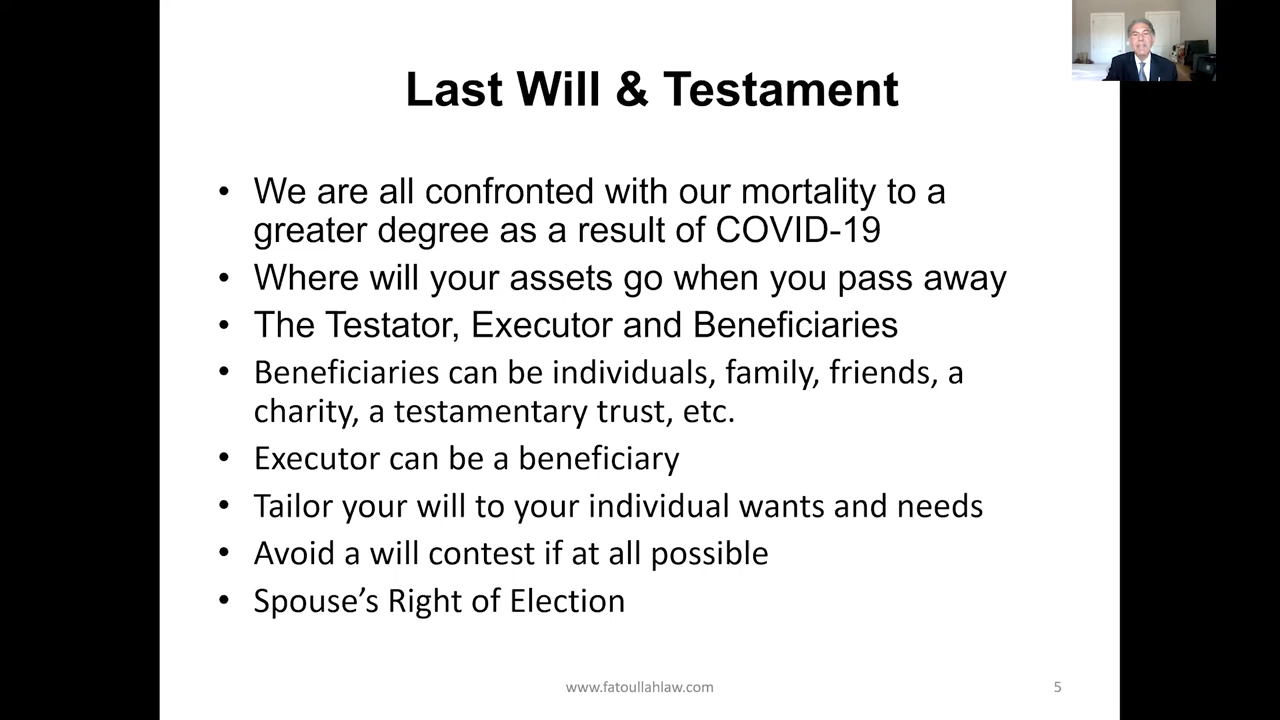 Last Will & Testament
• We are all confronted with our mortality to a
greater degree as a result of COVID-19
• Where will your assets go when you pass away
• The Testator, Executor and Beneficiaries
• Beneficiaries can be individuals, family, friends, a
charity, a testamentary trust, etc.
• Executor can be a beneficiary
• Tailor your will to your individual wants and needs
• Avoid a will contest if at all possible
• Spouse’s Right of Election
www.fatoullahlaw.com
5